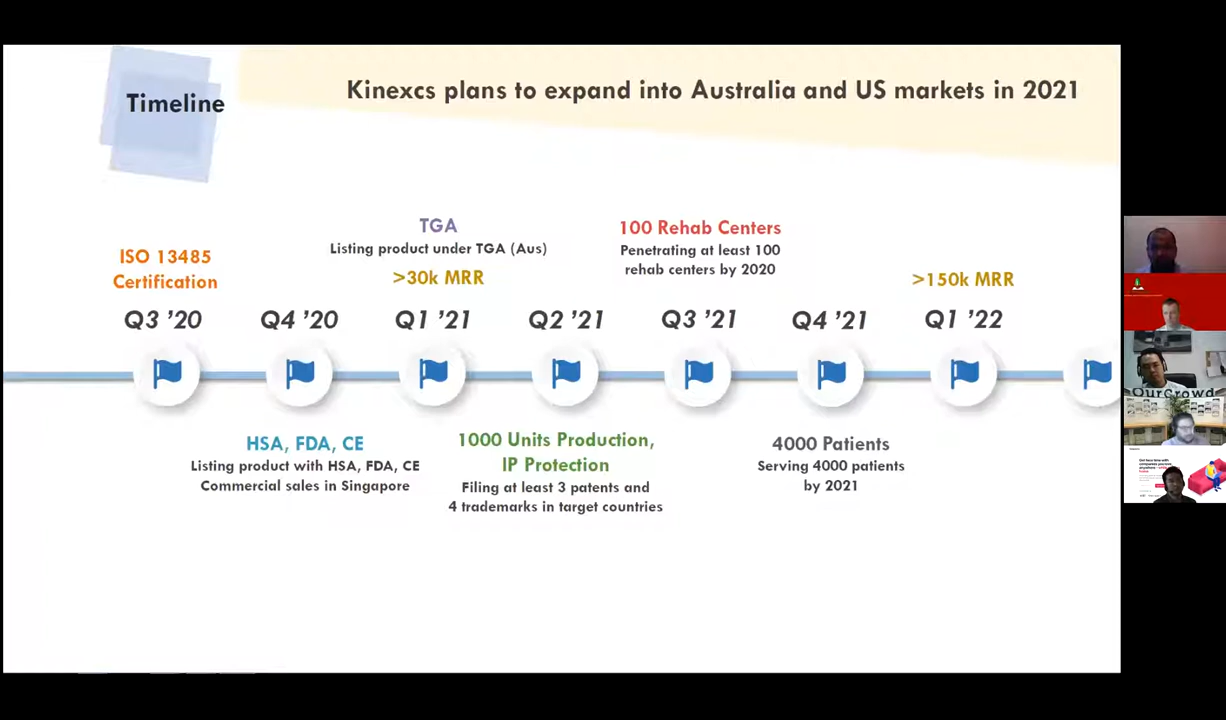 Timeline
Kinexcs plans to expand into Australia and US markets in 2021
ISO 13485
Certification
TGA
Listing product under TGA (Aus)
>30k MRR
100 Rehab Centers
Penetrating at least 100
rehab centers by 2020
>150k MRR
Q3 ’20
Q4 ’20
Q1 ’21
Q2 ’21
Q3 ’21
Q4 ’21
Q1 ’22
HSA, FDA, CE
Listing product with HSA, FDA, CE
Commercial sales in Singapore
1000 Units Production,
IP Protection
Filing at least 3 patents and
4 trademarks in target countries
4000 Patients
Serving 4000 patients
by 2021
OurCrowd